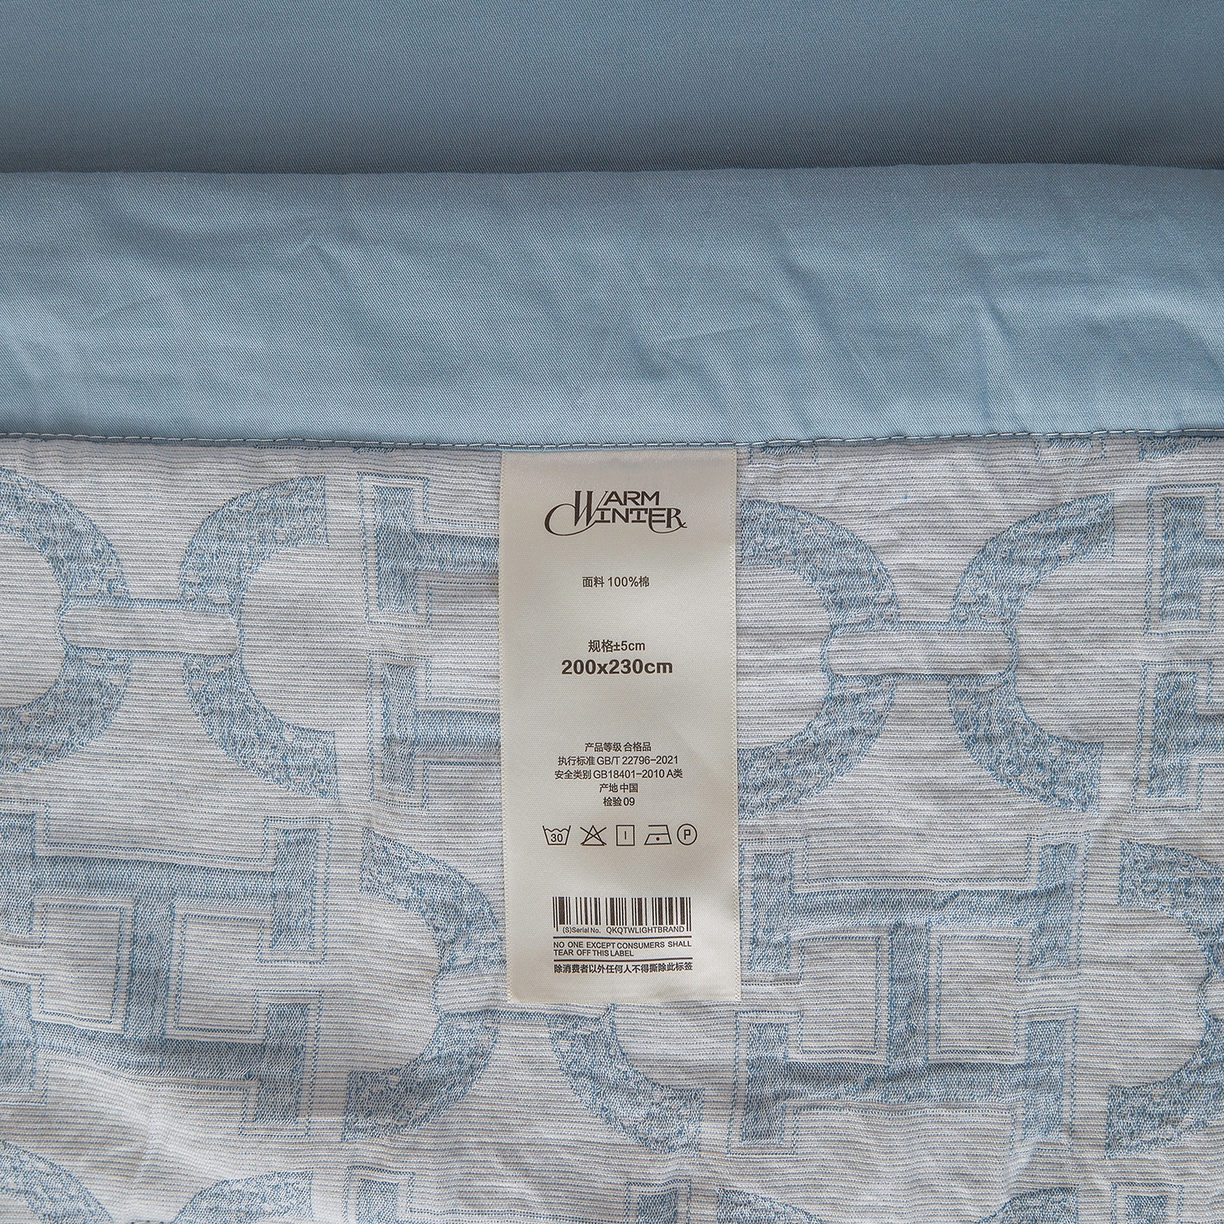 WARM
WINTER
面料 100%棉
规格±5cm
200x230cm
产品等级 合格品
执行标准 GB/T 22796-2021
安全类别 GB18401-2010 A类
产地 中国
检验 09
30 P
(S)Serial No. QKQTWLIGHTBRAND
NO ONE EXCEPT CONSUMERS SHALL
TEAR OFF THIS LABEL
除消费者以外任何人不得撕除此标签